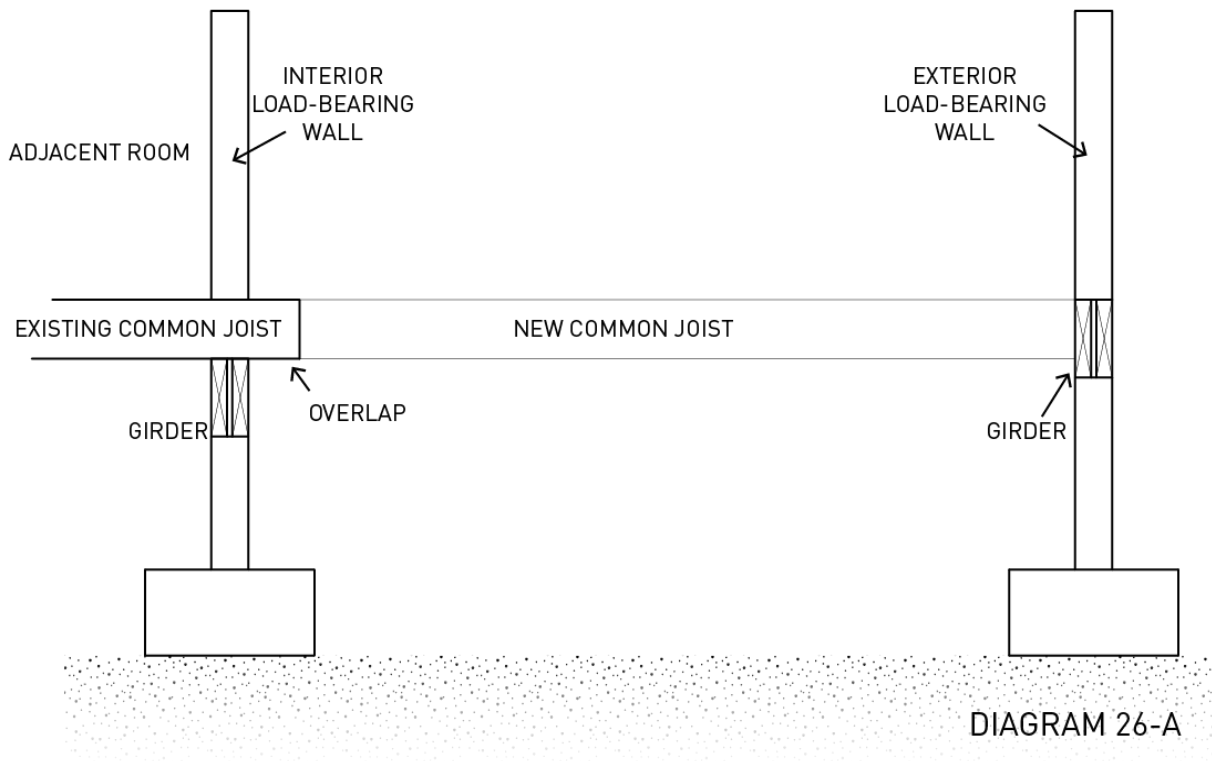 INTERIOR
LOAD-BEARING
WALL
EXTERIOR
LOAD-BEARING
WALL
ADJACENT ROOM
EXISTING COMMON JOIST
NEW COMMON JOIST
OVERLAP
GIRDER
GIRDER
DIAGRAM 26-A